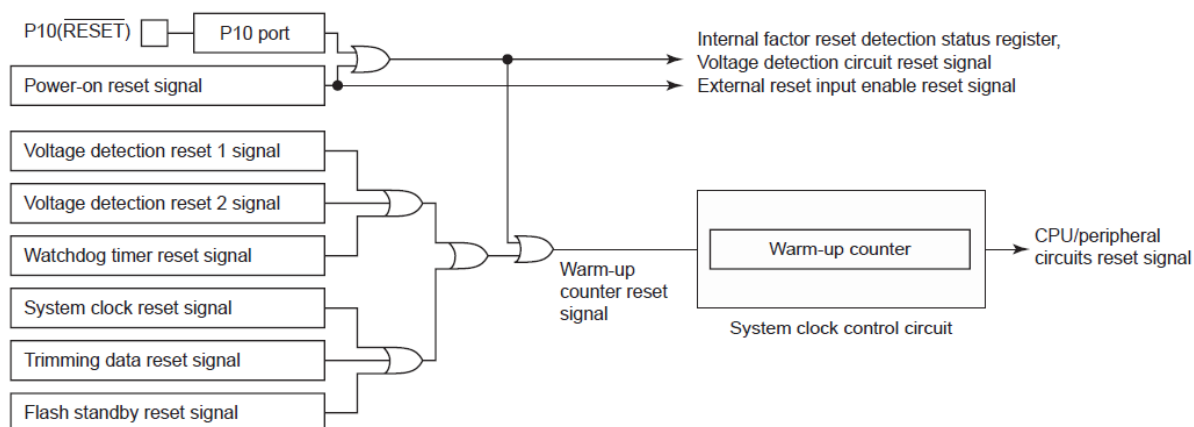 P10(RESET)
P10 port
Power-on reset signal
Internal factor reset detection status register,
Voltage detection circuit reset signal
External reset input enable reset signal
Voltage detection reset 1 signal
Voltage detection reset 2 signal
Watchdog timer reset signal
System clock reset signal
Trimming data reset signal
Flash standby reset signal
Warm-up
counter reset
signal
Warm-up counter
System clock control circuit
CPU/peripheral
circuits reset signal